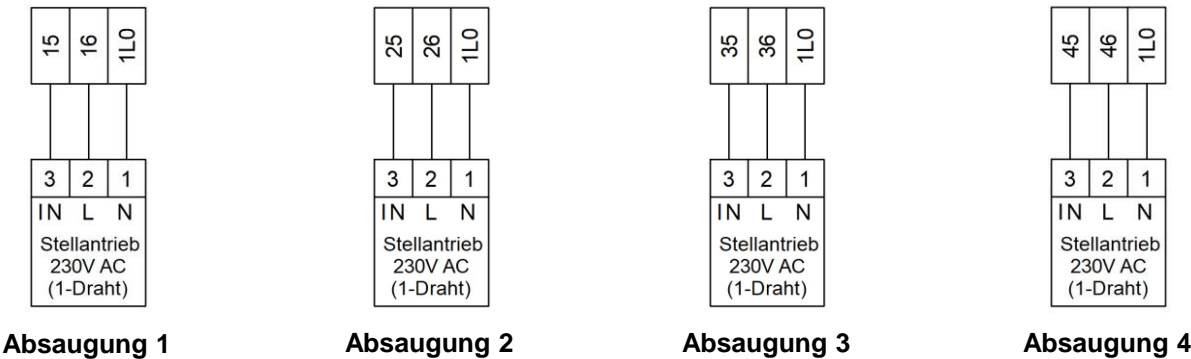 15 16 1L0
3 2 1
IN L N
Stellantrieb
230V AC
(1-Draht)
Absaugung 1
25 26 1L0
3 2 1
IN L N
Stellantrieb
230V AC
(1-Draht)
Absaugung 2
35 36 1L0
3 2 1
IN L N
Stellantrieb
230V AC
(1-Draht)
Absaugung 3
45 46 1L0
3 2 1
IN L N
Stellantrieb
230V AC
(1-Draht)
Absaugung 4